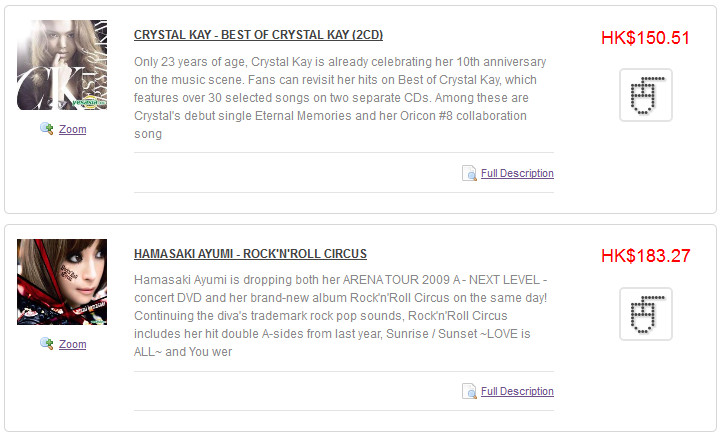 CRYSTAL KAY - BEST OF CRYSTAL KAY (2CD)
HK$150.51
Only 23 years of age, Crystal Kay is already celebrating her 10th anniversary
on the music scene. Fans can revisit her hits on Best of Crystal Kay, which
features over 30 selected songs on two separate CDs. Among these are
Crystal's debut single Eternal Memories and her Oricon #8 collaboration
song
CK
Zoom
Full Description
HAMASAKI AYUMI - ROCK'N'ROLL CIRCUS
HK$183.27
Hamasaki Ayumi is dropping both her ARENA TOUR 2009 A - NEXT LEVEL -
concert DVD and her brand-new album Rock'n'Roll Circus on the same day!
Continuing the diva's trademark rock pop sounds, Rock'n'Roll Circus
includes her hit double A-sides from last year, Sunrise / Sunset ~LOVE is
ALL~ and You wer
Zoom
Full Description